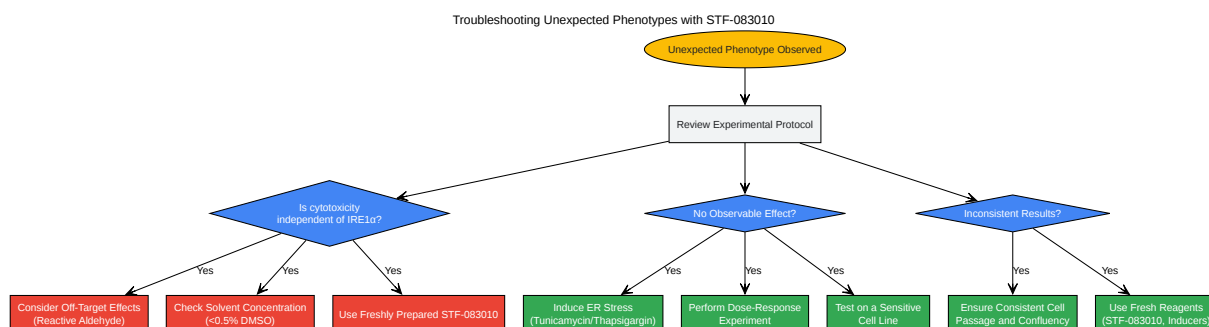 Troubleshooting Unexpected Phenotypes with STF-083010
Unexpected Phenotype Observed
Review Experimental Protocol
Is cytotoxicity
independent of IRE1α?
No Observable Effect?
Inconsistent Results?
Yes
Yes
Yes
Yes
Yes
Yes
Yes
Yes
Consider Off-Target Effects
(Reactive Aldehyde)
Check Solvent Concentration
(<0.5% DMSO)
Use Freshly Prepared STF-083010
Induce ER Stress
(Tunicamycin/Thapsigargin)
Perform Dose-Response
Experiment
Test on a Sensitive
Cell Line
Ensure Consistent Cell
Passage and Confluency
Use Fresh Reagents
(STF-083010, Inducers)